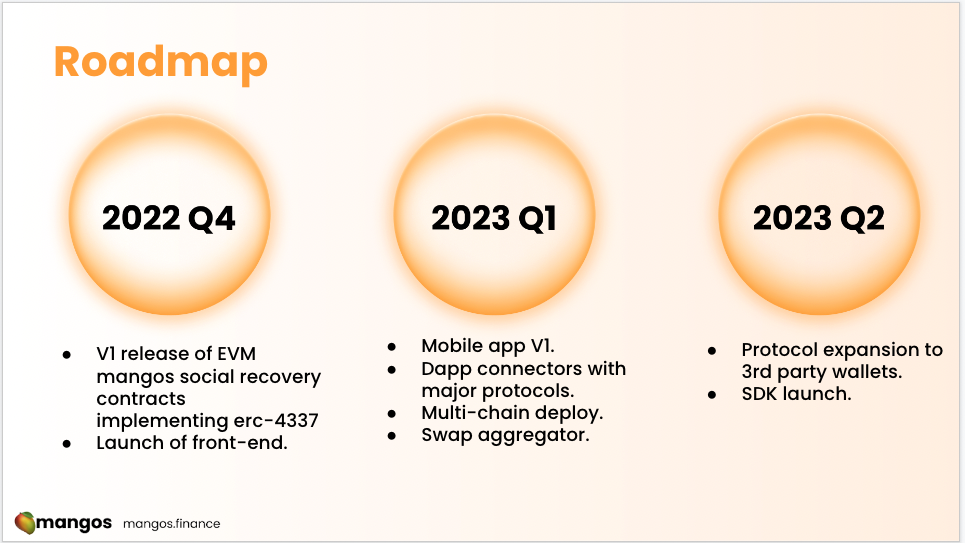 Roadmap
2022 Q4
2023 Q1
2023 Q2
● V1 release of EVM
mangos social recovery
contracts
implementing erc-4337
● Launch of front-end.
● Mobile app V1.
● Dapp connectors with
major protocols.
● Multi-chain deploy.
● Swap aggregator.
● Protocol expansion to
3rd party wallets.
● SDK launch.
mangos mangos.finance